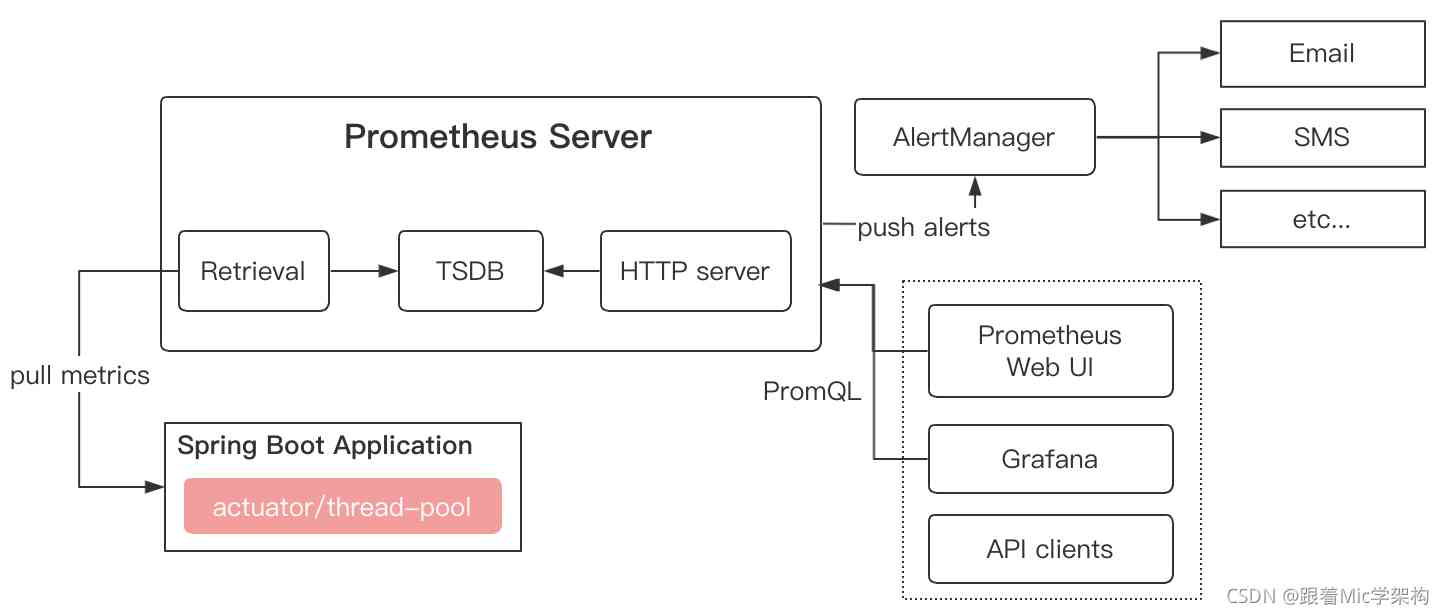 Email
Prometheus Server
AlertManager
SMS
etc...
push alerts
Retrieval
TSDB
HTTP server
Prometheus
Web UI
pull metrics
PromQL
Spring Boot Application
Grafana
actuator/thread-pool
API clients
CSDN @跟着Mic学架构